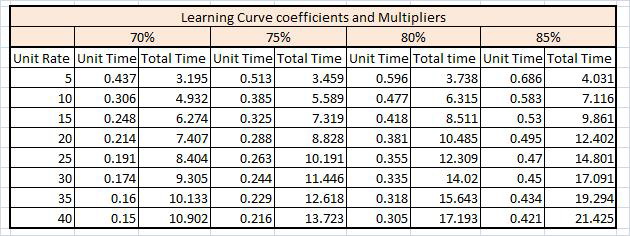 Learning Curve coefficients and Multipliers
70% 75% 80% 85%
Unit Rate Unit Time Total Time Unit Time Total Time Unit Time Total time Unit Time Total Time
5 0.437 3.195 0.513 3.459 0.596 3.738 0.686 4.031
10 0.306 4.932 0.385 5.589 0.477 6.315 0.583 7.116
15 0.248 6.274 0.325 7.319 0.418 8.511 0.53 9.861
20 0.214 7.407 0.288 8.828 0.381 10.485 0.495 12.402
25 0.191 8.404 0.263 10.191 0.355 12.309 0.47 14.801
30 0.174 9.305 0.244 11.446 0.335 14.02 0.45 17.091
35 0.16 10.133 0.229 12.618 0.318 15.643 0.434 19.294
40 0.15 10.902 0.216 13.723 0.305 17.193 0.421 21.425